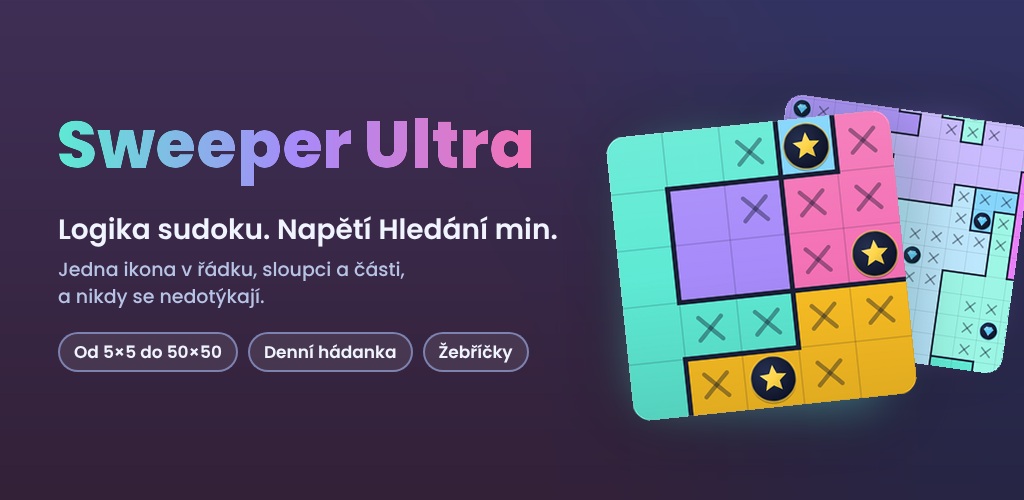 Sweeper Ultra
Logika sudoku. Napětí Hledání min.
Jedna ikona v řádku, sloupci a části,
a nikdy se nedotýkají.
Od 5×5 do 50×50
Denní hádanka
Žebříčky